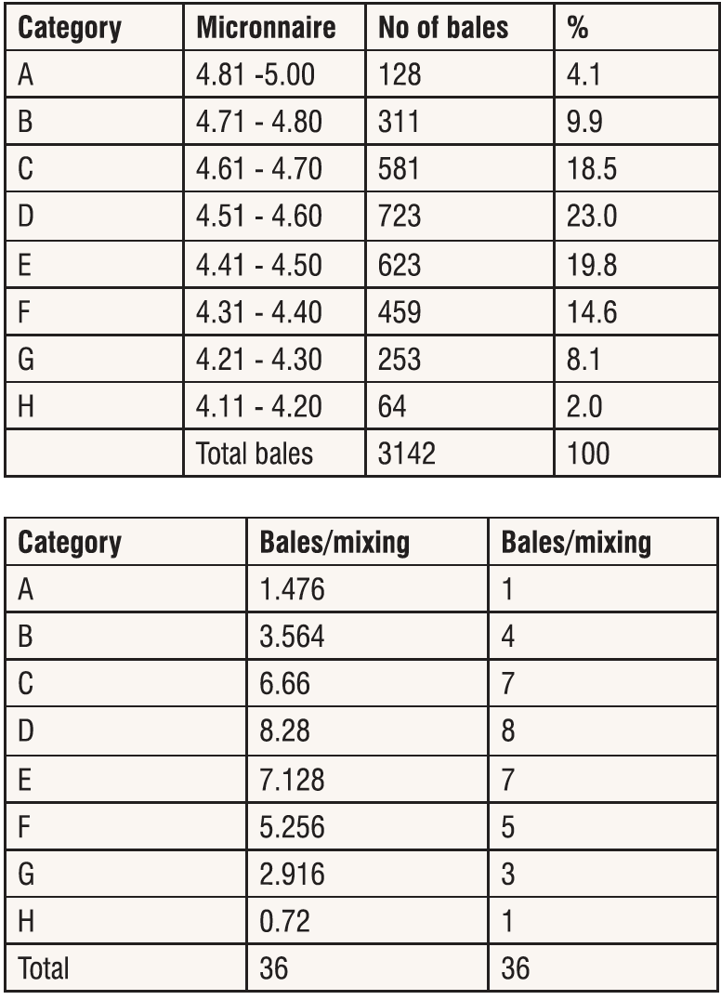 Category Micronnaire No of bales %
A 4.81 -5.00 128 4.1
B 4.71 - 4.80 311 9.9
C 4.61 - 4.70 581 18.5
D 4.51 - 4.60 723 23.0
E 4.41 - 4.50 623 19.8
F 4.31 - 4.40 459 14.6
G 4.21 - 4.30 253 8.1
H 4.11 - 4.20 64 2.0
Total bales 3142 100
Category Bales/mixing Bales/mixing
A 1.476 1
B 3.564 4
C 6.66 7
D 8.28 8
E 7.128 7
F 5.256 5
G 2.916 3
H 0.72 1
Total 36 36